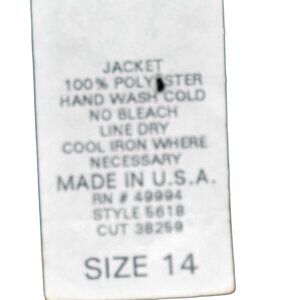 JACKET
100% POLYESTER
HAND WASH COLD
NO BLEACH
LINE DRY
COOL IRON WHERE
NECESSARY
MADE IN U.S.A.
RN # 49994
STYLE 5618
CUT 38259
SIZE 14